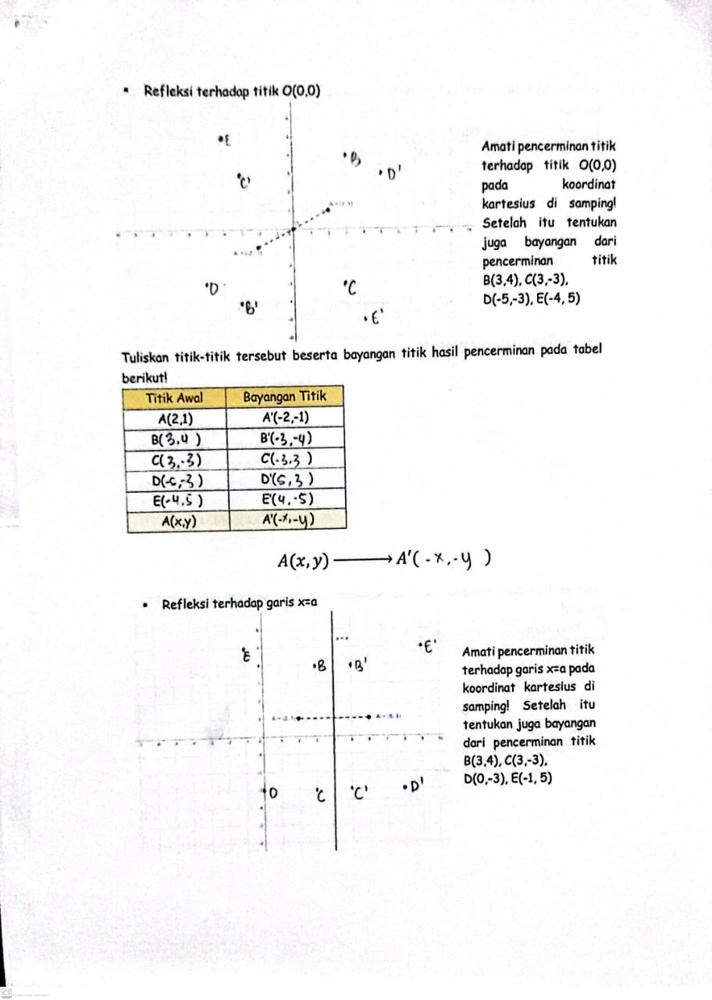 ▪ Refleksi terhadap titik O(0,0)
E
B
D'
C'
D
C
B'
E'
Amati pencerminan titik
terhadap titik O(0,0)
pada koordinat
kartesius di samping!
Setelah itu tentukan
juga bayangan dari
pencerminan titik
B(3,4), C(3,-3),
D(-5,-3), E(-4, 5)
Tuliskan titik-titik tersebut beserta bayangan titik hasil pencerminan pada tabel
berikut!
Titik Awal Bayangan Titik
A(2,1) A'(-2,-1)
B(3,4 ) B'(-3,-4)
C(3,-3) C(-3,3 )
D(-5,-3) D'(5,3 )
E(-4,5 ) E'(4,-5)
A(x,y) A'(-x,-y)
A(x,y) → A'(-x,-y )
▪ Refleksi terhadap garis x=a
E
B
B'
E'
D
C
C'
D'
Amati pencerminan titik
terhadap garis x=a pada
koordinat kartesius di
samping! Setelah itu
tentukan juga bayangan
dari pencerminan titik
B(3,4), C(3,-3),
D(0,-3), E(-1, 5)
CS